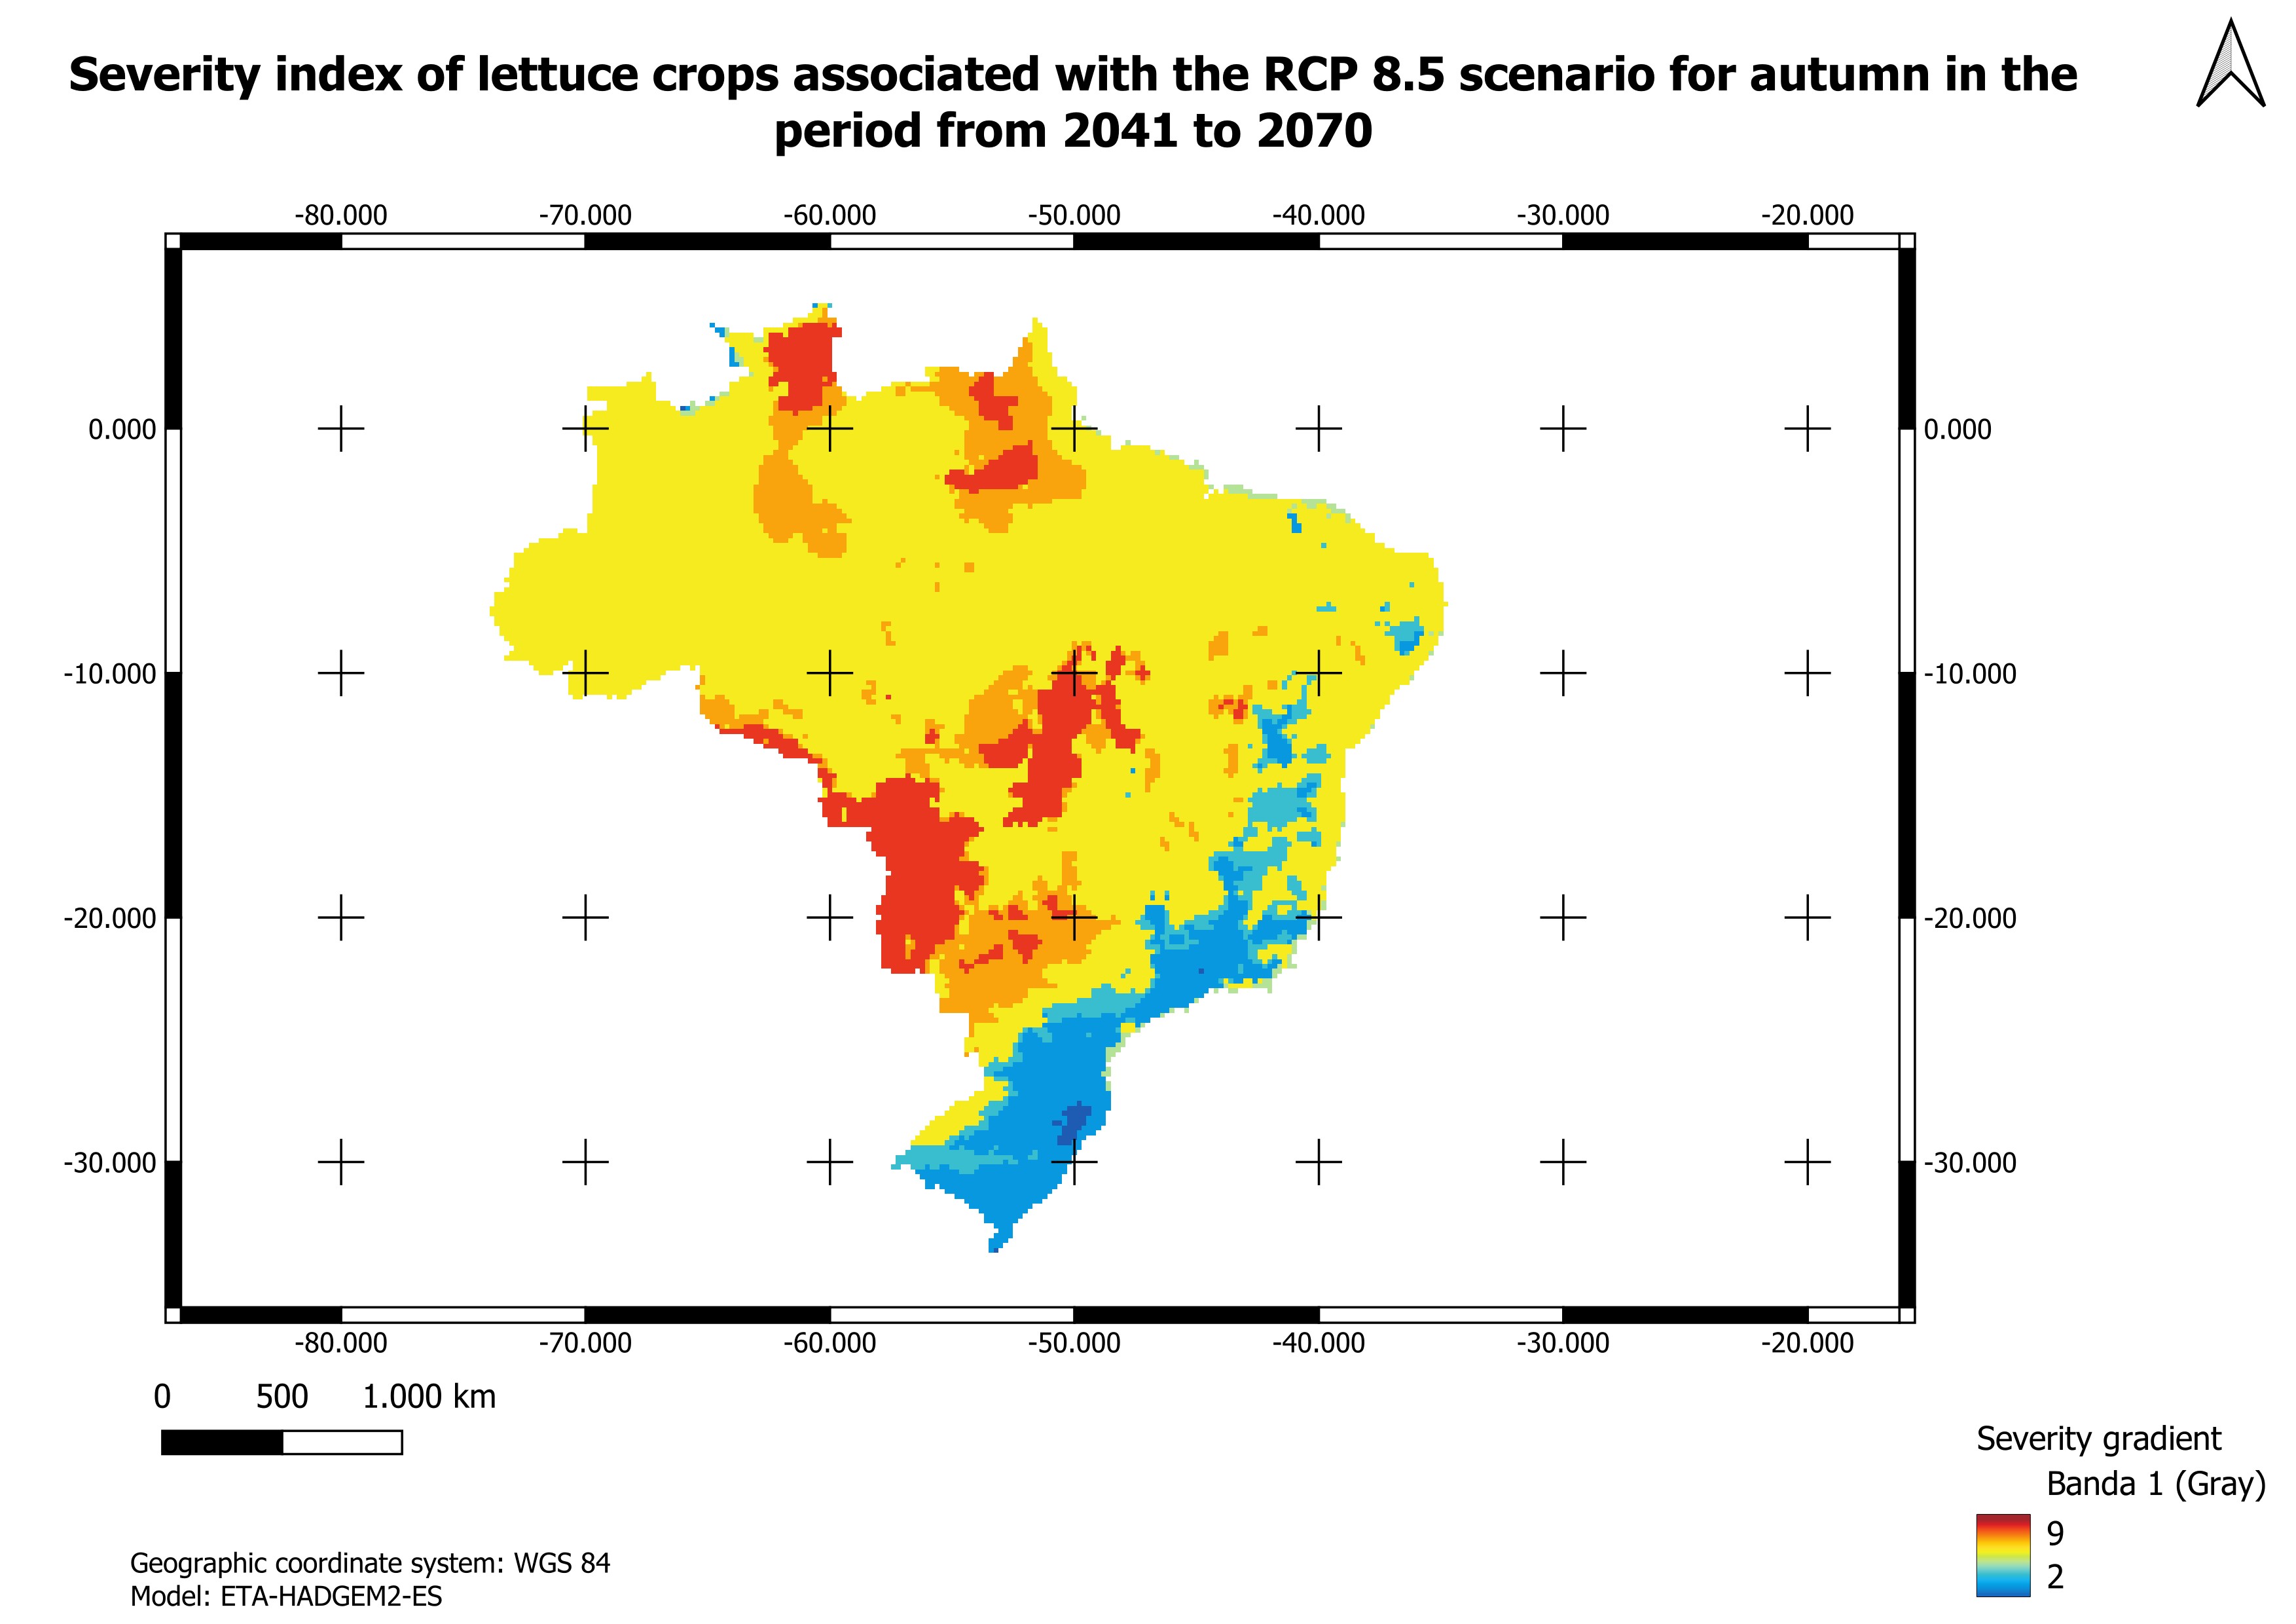 Severity index of lettuce crops associated with the RCP 8.5 scenario for autumn in the
period from 2041 to 2070
-80.000 -70.000 -60.000 -50.000 -40.000 -30.000 -20.000
0.000 0.000
-10.000 -10.000
-20.000 -20.000
-30.000 -30.000
-80.000 -70.000 -60.000 -50.000 -40.000 -30.000 -20.000
0 500 1.000 km
Severity gradient
Banda 1 (Gray)
9
2
Geographic coordinate system: WGS 84
Model: ETA-HADGEM2-ES